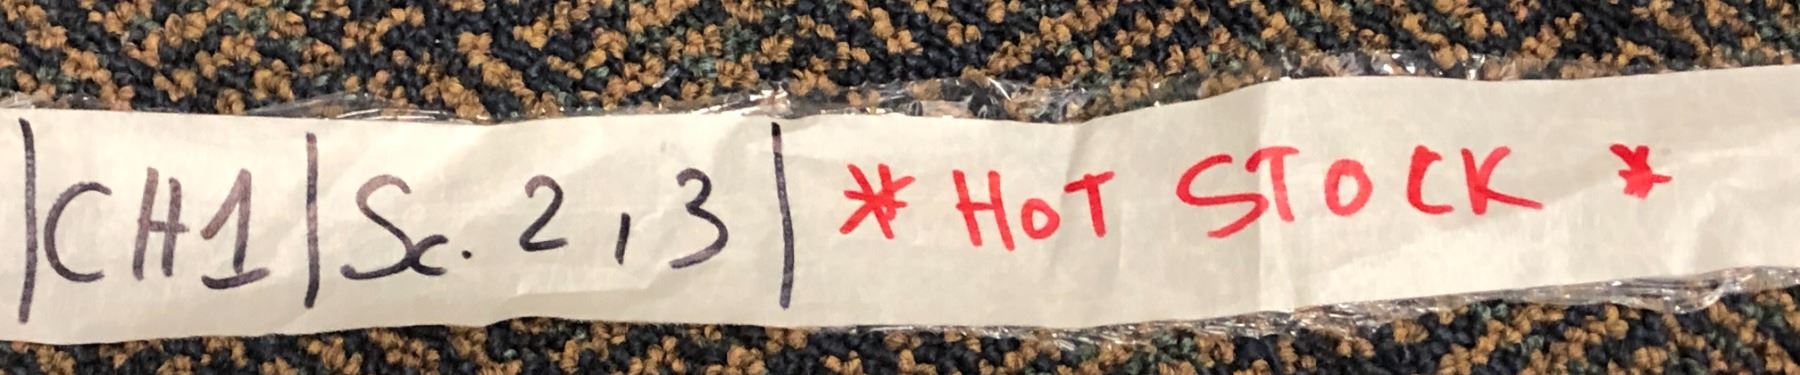 |CH1|Sc. 2,3| * HOT STOCK *